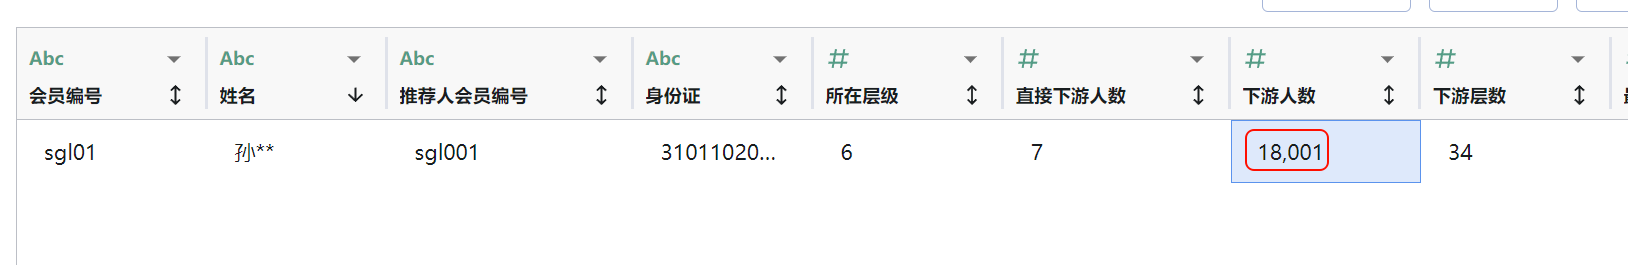 Abc Abc Abc Abc # # # #
会员编号 姓名 推荐人会员编号 身份证 所在层级 直接下游人数 下游人数 下游层数
sgl01 孙** sgl001 31011020... 6 7 18,001 34